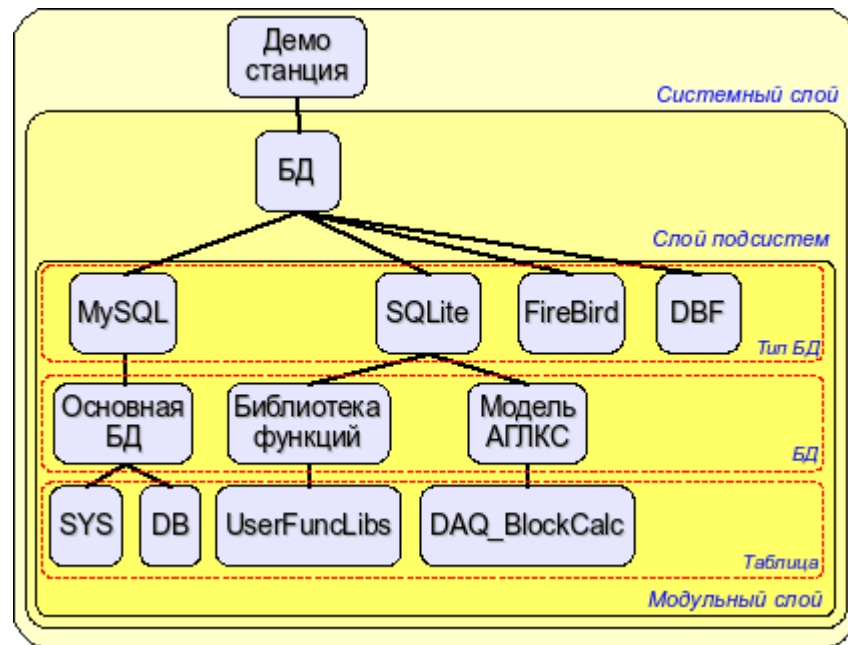 Демо
станция
Системный слой
БД
Слой подсистем
MySQL
SQLite
FireBird
DBF
Тип БД
Основная
БД
Библиотека
функций
Модель
АГЛКС
БД
SYS
DB
UserFuncLibs
DAQ_BlockCalc
Таблица
Модульный слой